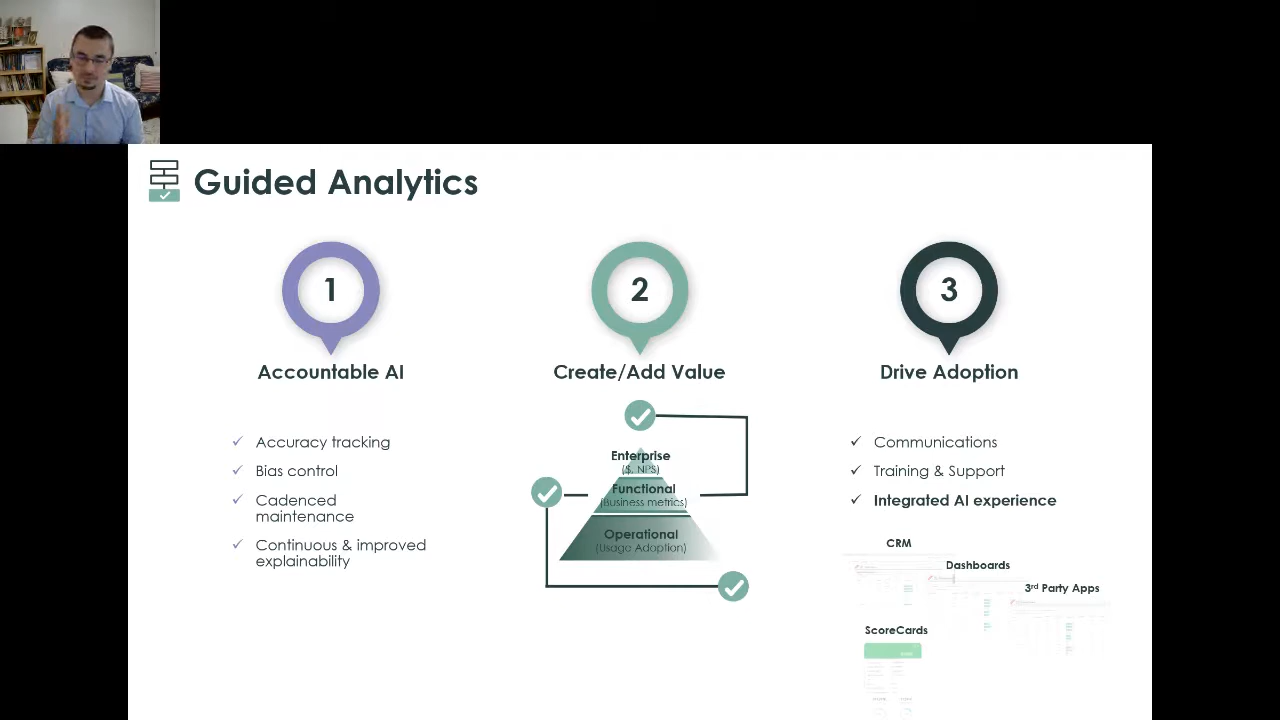 Guided Analytics
1
Accountable AI
Accuracy tracking
Bias control
Cadenced
maintenance
Continuous & improved
explainability
2
Create/Add Value
Enterprise
($, NPS)
Functional
(Business metrics)
Operational
(Usage Adoption)
3
Drive Adoption
Communications
Training & Support
Integrated AI experience
CRM
Dashboards
3rd Party Apps
ScoreCards